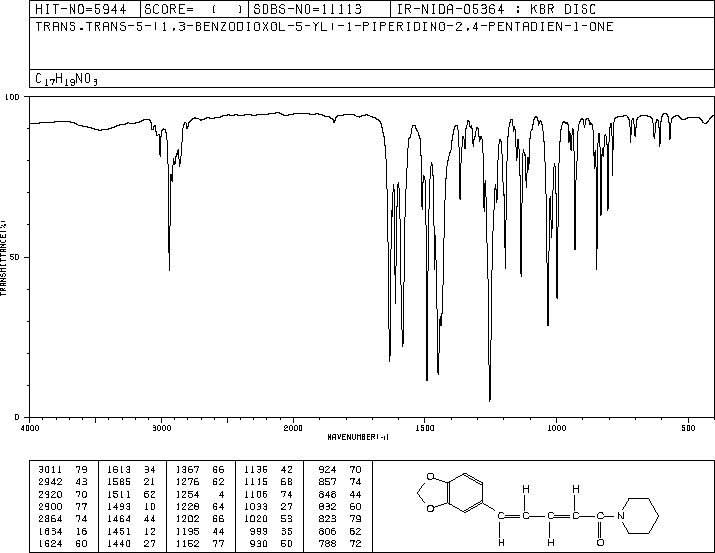 HIT-NO=5944 SCORE= ( ) SDBS-NO=11113 IR-NIDA-05364 : KBR DISC
TRANS,TRANS-5-(1,3-BENZODIOXOL-5-YL)-1-PIPERIDINO-2,4-PENTADIEN-1-ONE
C17H19NO3
100
50
0
TRANSMITTANCE(%)
4000 3000 2000 1500 1000 500
WAVENUMBER(-1)
3011 79 1613 34 1367 66 1136 42 924 70
2942 43 1585 21 1276 62 1115 68 857 74
2920 70 1511 62 1254 4 1106 74 848 44
2900 77 1493 10 1228 64 1033 27 832 60
2864 74 1464 44 1202 66 1020 53 823 79
1634 16 1451 12 1195 44 999 35 806 62
1624 60 1440 27 1152 77 930 50 788 72
O
O
H H
N
H H O